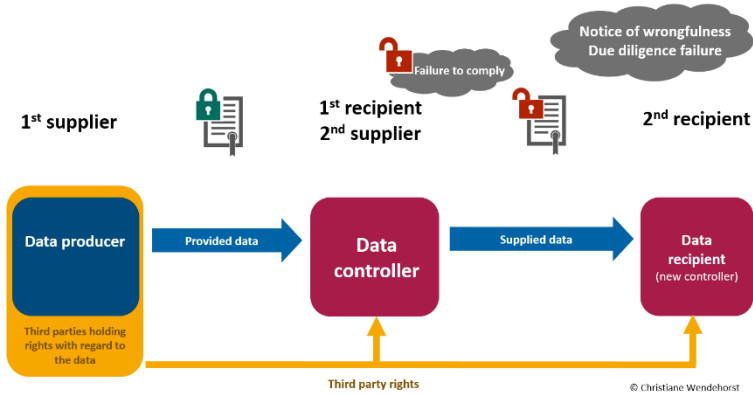 Notice of wrongfulness
Due diligence failure
Failure to comply
1st supplier
1st recipient
2nd supplier
2nd recipient
Data producer
Provided data
Data
controller
Supplied data
Data
recipient
(new controller)
Third parties holding
rights with regard to
the data
Third party rights
© Christiane Wendehorst